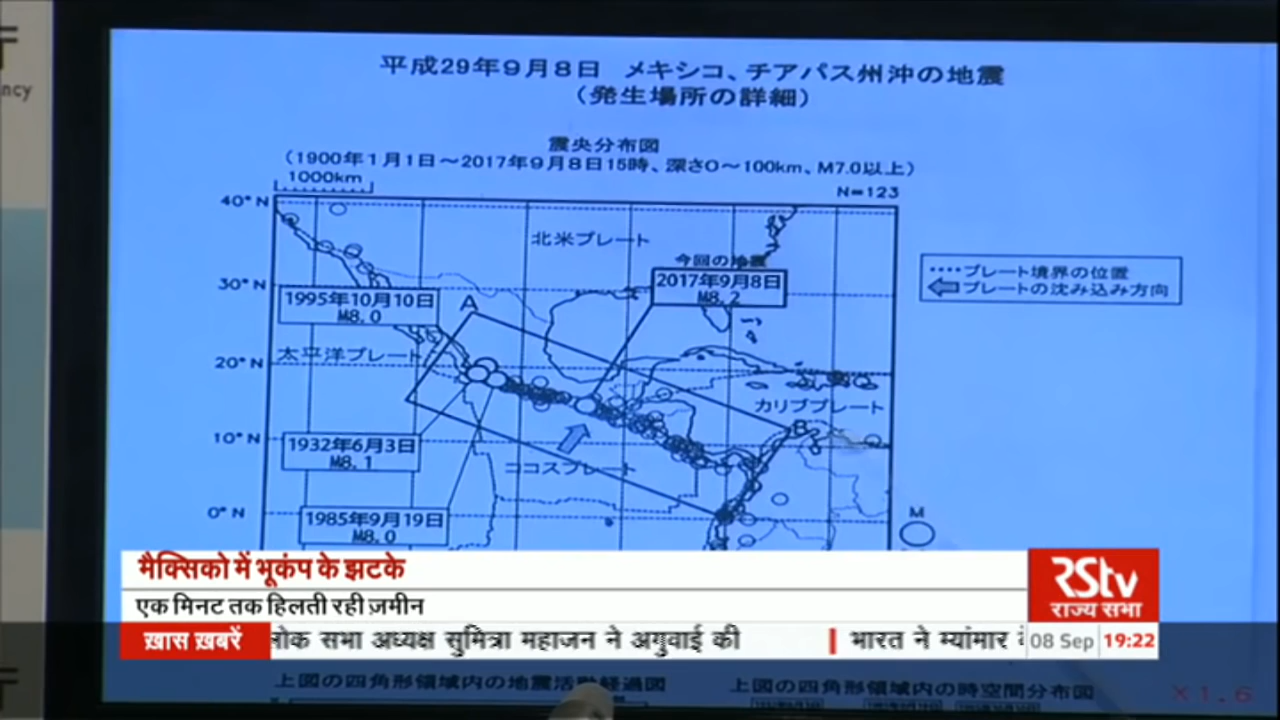 ncy
平成29年9月8日 メキシコ、チアパス州沖の地震
(発生場所の詳細)
震央分布図
(1900年1月1日～2017年9月8日15時、深さ0～100km、M7.0以上)
1000km
N=123
40°N
北米プレート
今回の地震
30°N
2017年9月8日
M8.2
プレート境界の位置
プレートの沈み込み方向
1995年10月10日
M8.0
A
20°N
太平洋プレート
カリブプレート
B
10°N
1932年6月3日
M8.1
ココスプレート
0°N
1985年9月19日
M8.0
M
मैक्सिको में भूकंप के झटके
एक मिनट तक हिलती रही ज़मीन
RStv
राज्य सभा
ख़ास ख़बरें
लोक सभा अध्यक्ष सुमित्रा महाजन ने अगुवाई की | भारत ने म्यांमार
08 Sep 19:22
上図の四角形領域内の地震活動経過図
上図の四角形領域内の時空間分布図
×1.6